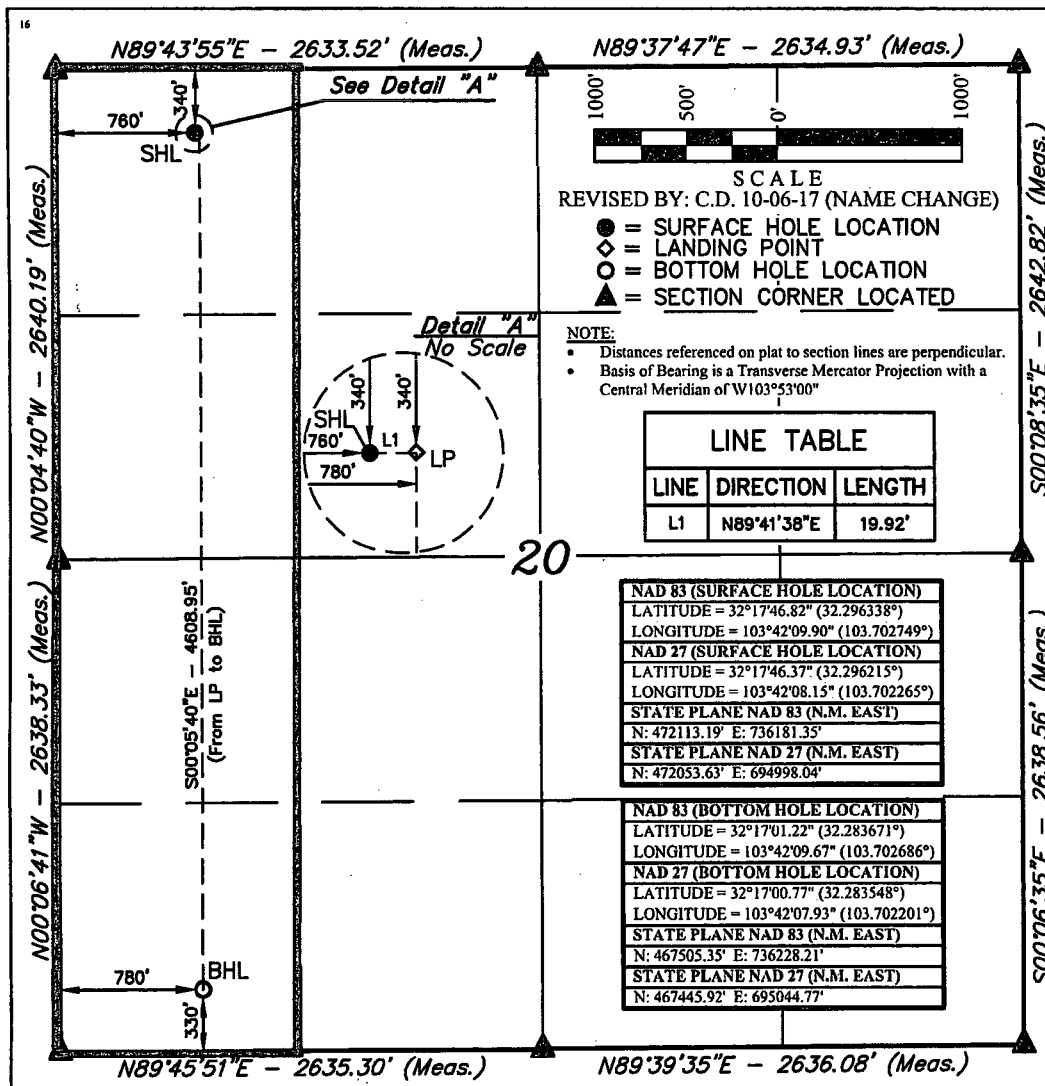 16
N89°43'55"E - 2633.52' (Meas.)
N89°37'47"E - 2634.93' (Meas.)
See Detail "A"
340'
760'
SHL
1000'
500'
0'
1000'
SCALE
REVISED BY: C.D. 10-06-17 (NAME CHANGE)
● = SURFACE HOLE LOCATION
◇ = LANDING POINT
○ = BOTTOM HOLE LOCATION
▲ = SECTION CORNER LOCATED
N00°04'40"W - 2640.19' (Meas.)
S00°08'35"E - 2642.82' (Meas.)
Detail "A"
No Scale
340'
340'
SHL
760'
L1
LP
780'
NOTE:
• Distances referenced on plat to section lines are perpendicular.
• Basis of Bearing is a Transverse Mercator Projection with a
Central Meridian of W103°53'00"
LINE TABLE
LINE DIRECTION LENGTH
L1 N89°41'38"E 19.92'
20
N00°06'41"W - 2638.33' (Meas.)
S00°05'40"E - 4608.95'
(From LP to BHL)
S00°06'35"E - 2638.56' (Meas.)
NAD 83 (SURFACE HOLE LOCATION)
LATITUDE = 32°17'46.82" (32.296338°)
LONGITUDE = 103°42'09.90" (103.702749°)
NAD 27 (SURFACE HOLE LOCATION)
LATITUDE = 32°17'46.37" (32.296215°)
LONGITUDE = 103°42'08.15" (103.702265°)
STATE PLANE NAD 83 (N.M. EAST)
N: 472113.19' E: 736181.35'
STATE PLANE NAD 27 (N.M. EAST)
N: 472053.63' E: 694998.04'
NAD 83 (BOTTOM HOLE LOCATION)
LATITUDE = 32°17'01.22" (32.283671°)
LONGITUDE = 103°42'09.67" (103.702686°)
NAD 27 (BOTTOM HOLE LOCATION)
LATITUDE = 32°17'00.77" (32.283548°)
LONGITUDE = 103°42'07.93" (103.702201°)
STATE PLANE NAD 83 (N.M. EAST)
N: 467505.35' E: 736228.21'
STATE PLANE NAD 27 (N.M. EAST)
N: 467445.92' E: 695044.77'
780'
BHL
330'
N89°45'51"E - 2635.30' (Meas.)
N89°39'35"E - 2636.08' (Meas.)